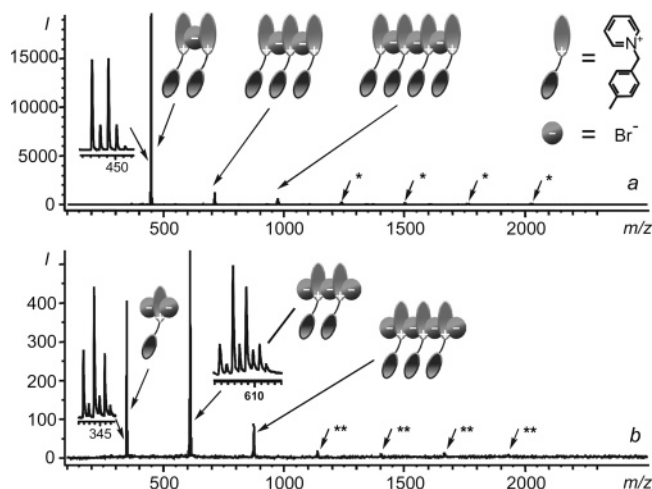 I
15000
10000
5000
0
450
+ − +
+ − + − +
+ − + − + − +
+ = N+
− = Br−
* * * *
a
500 1000 1500 2000 m/z
I
400
300
200
100
0
345
610
− + −
− + − + −
− + − + − + −
** ** ** **
b
500 1000 1500 2000 m/z